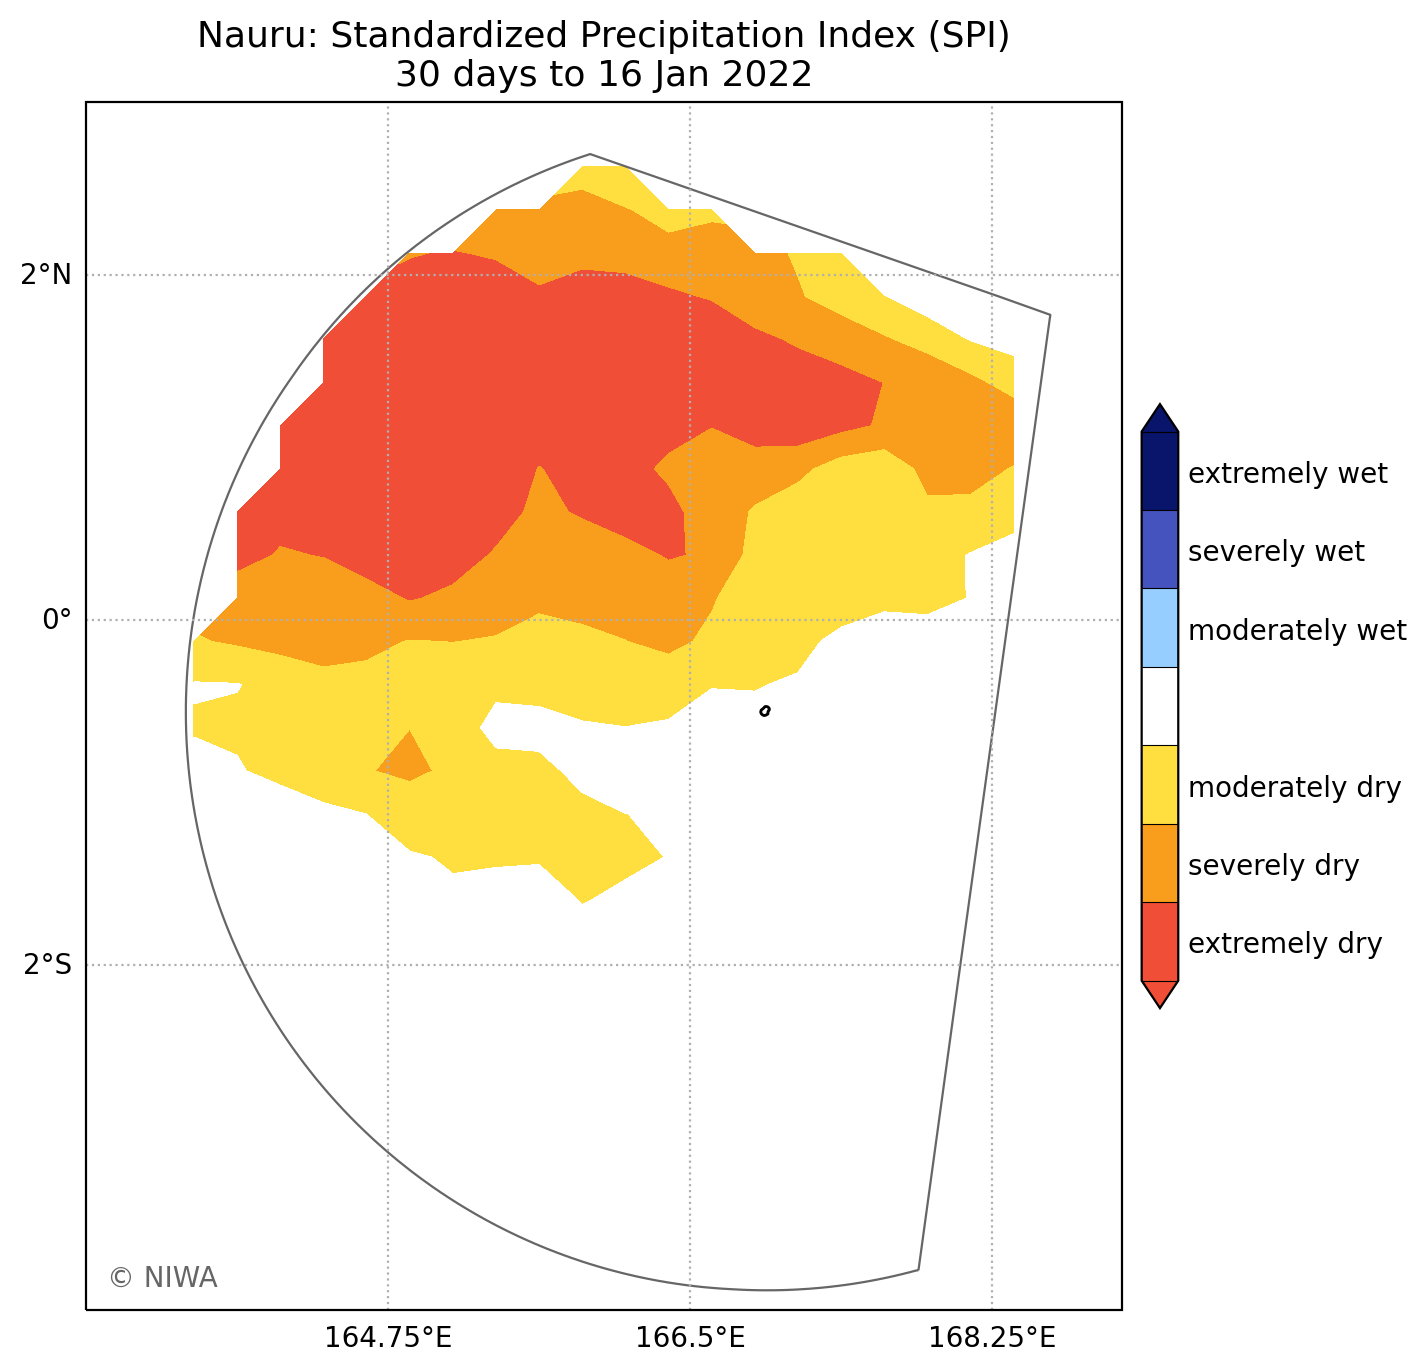 Nauru: Standardized Precipitation Index (SPI)
30 days to 16 Jan 2022
2°N
0°
2°S
164.75°E
166.5°E
168.25°E
extremely wet
severely wet
moderately wet
moderately dry
severely dry
extremely dry
© NIWA